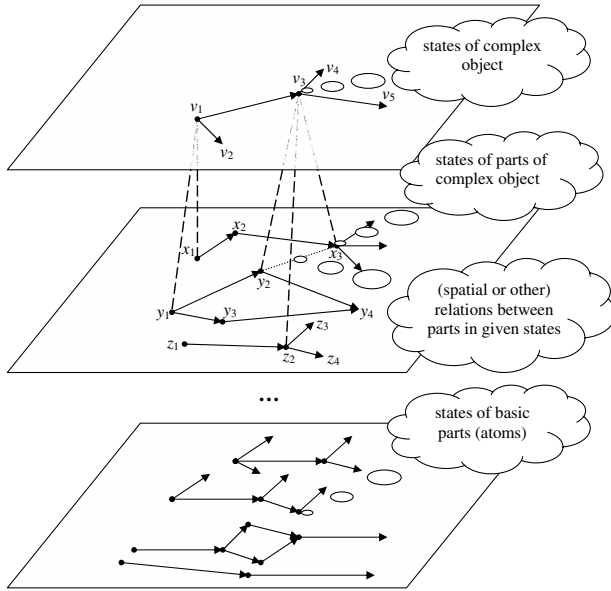 states of complex
object
v4
v3
v5
v1
v2
states of parts of
complex object
x2
x1
x3
y2
(spatial or other)
relations between
parts in given states
y1
y3
y4
z3
z1
z2
z4
...
states of basic
parts (atoms)